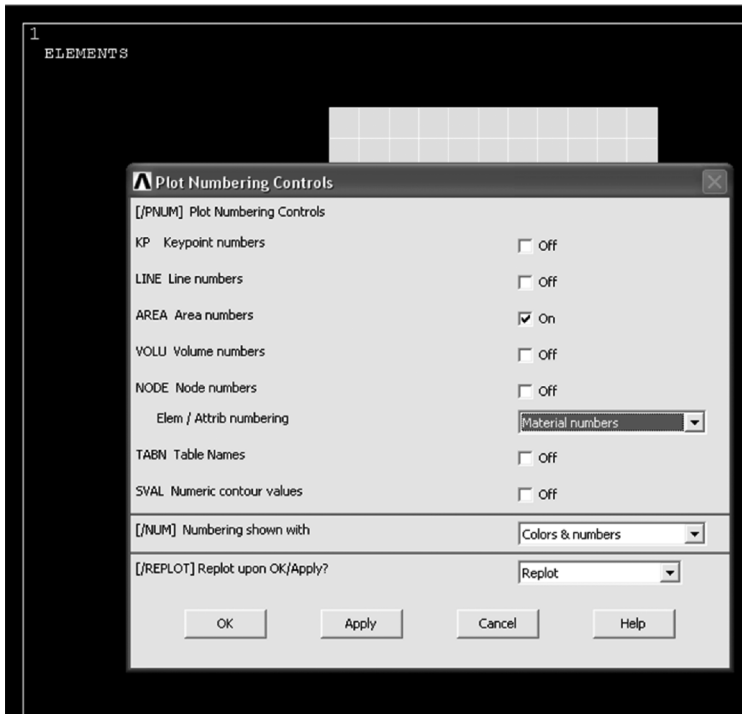 1
ELEMENTS
Plot Numbering Controls
[/PNUM] Plot Numbering Controls
KP Keypoint numbers Off
LINE Line numbers Off
AREA Area numbers On
VOLU Volume numbers Off
NODE Node numbers Off
Elem / Attrib numbering Material numbers
TABN Table Names Off
SVAL Numeric contour values Off
[/NUM] Numbering shown with Colors & numbers
[/REPLOT] Replot upon OK/Apply? Replot
OK Apply Cancel Help